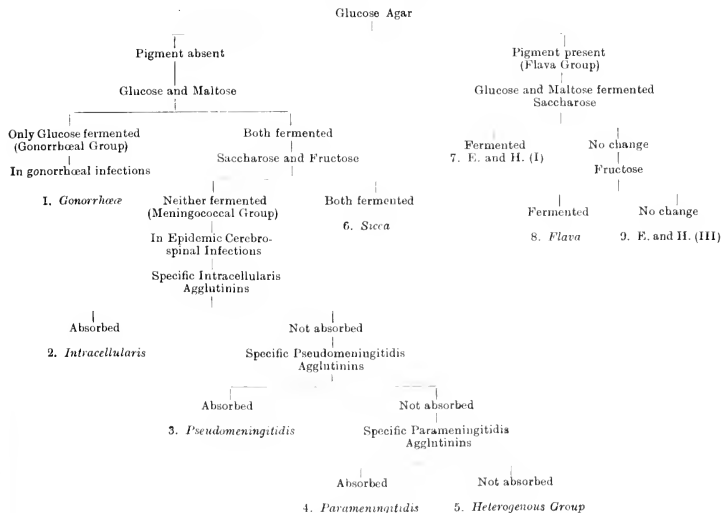 Glucose Agar
Pigment absent
Pigment present
(Flava Group)
Glucose and Maltose
Glucose and Maltose fermented
Saccharose
Only Glucose fermented
(Gonorrhœal Group)
Both fermented
Fermented
7. E. and H. (I)
No change
In gonorrhœal infections
Saccharose and Fructose
Fructose
1. Gonorrhœæ
Neither fermented
(Meningococcal Group)
Both fermented
6. Sicca
Fermented
8. Flava
No change
9. E. and H. (III)
In Epidemic Cerebro-
spinal Infections
Specific Intracellularis
Agglutinins
Absorbed
Not absorbed
2. Intracellularis
Specific Pseudomeningitidis
Agglutinins
Absorbed
Not absorbed
3. Pseudomeningitidis
Specific Parameningitidis
Agglutinins
Absorbed
Not absorbed
4. Parameningitidis
5. Heterogenous Group